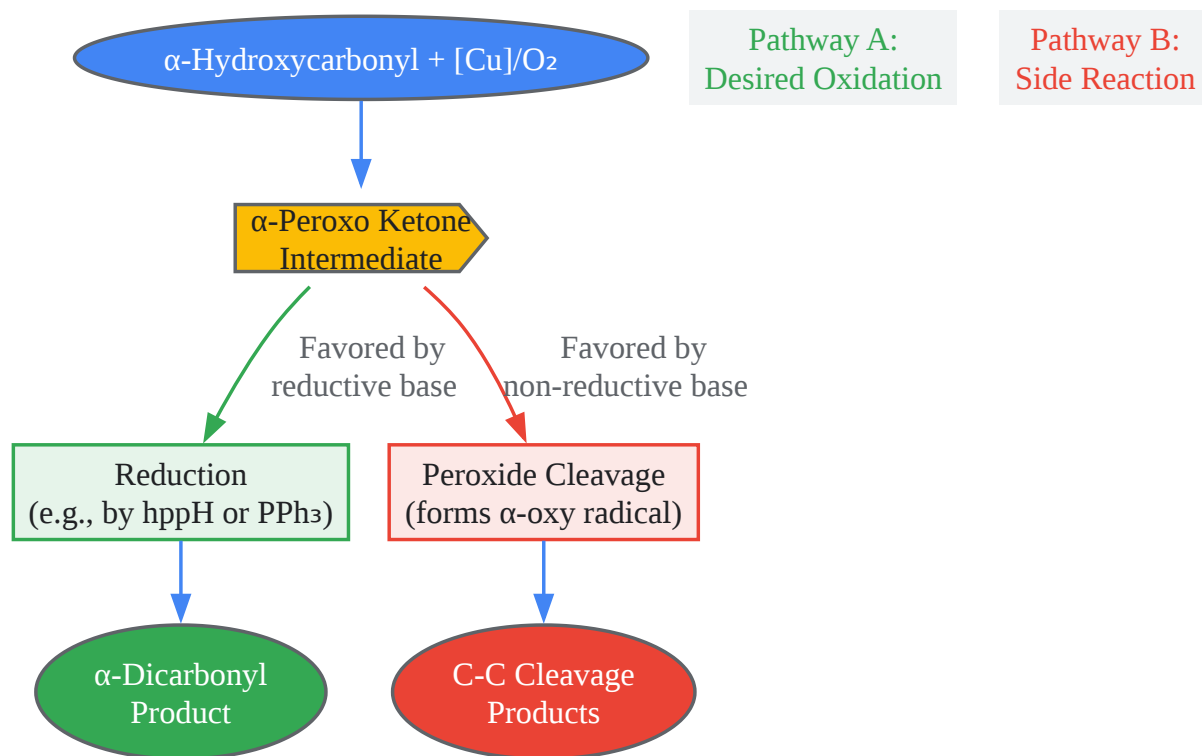 α-Hydroxycarbonyl + [Cu]/O₂
Pathway A:
Desired Oxidation
Pathway B:
Side Reaction
α-Peroxo Ketone
Intermediate
Favored by
reductive base
Favored by
non-reductive base
Reduction
(e.g., by hppH or PPh₃)
Peroxide Cleavage
(forms α-oxy radical)
α-Dicarbonyl
Product
C-C Cleavage
Products